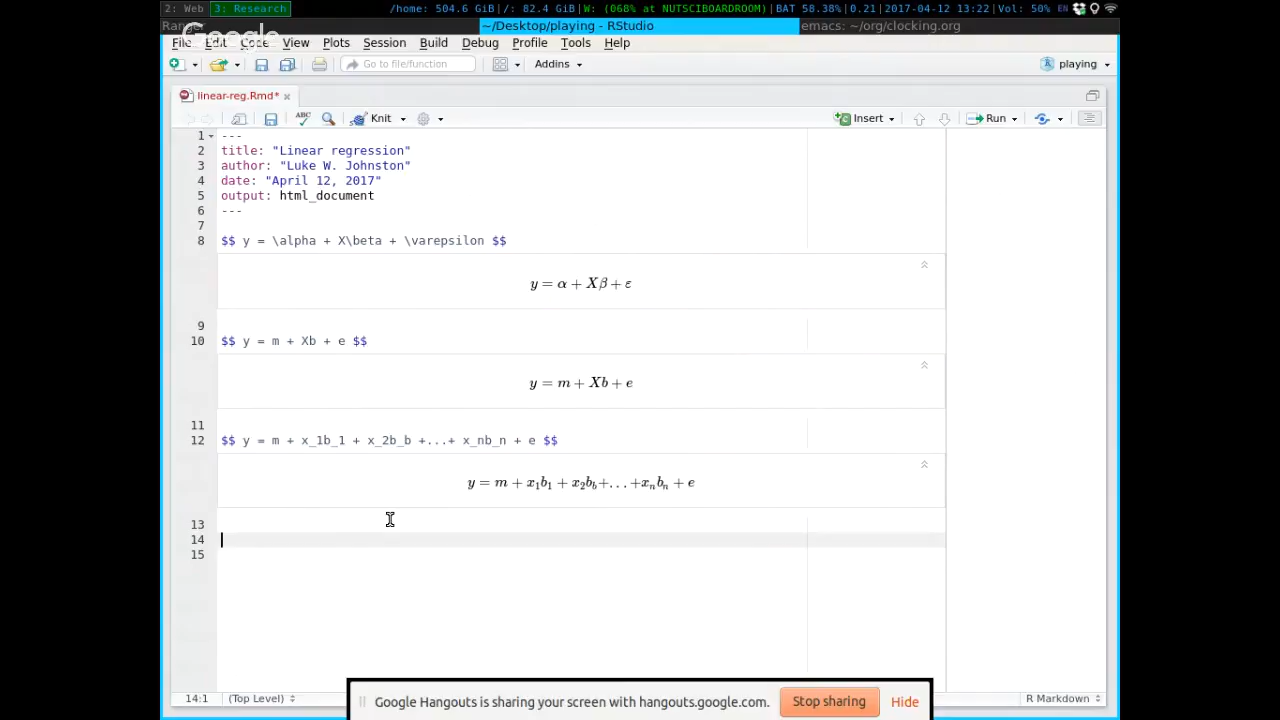 2: Web 3: Research /home: 504.6 GiB|/: 82.4 GiB|W: (068% at NUTSCIBOARDROOM)|BAT 58.38%|0.21|2017-04-12 13:22|Vol: 50% EN
~/Desktop/playing - RStudio emacs: ~/org/clocking.org
Google
File Edit Code View Plots Session Build Debug Profile Tools Help
Go to file/function Addins playing
linear-reg.Rmd* ×
ABC Knit Insert Run
1 ---
2 title: "Linear regression"
3 author: "Luke W. Johnston"
4 date: "April 12, 2017"
5 output: html_document
6 ---
7
8 $$ y = \alpha + X\beta + \varepsilon $$
y = α + Xβ + ε
9
10 $$ y = m + Xb + e $$
y = m + Xb + e
11
12 $$ y = m + x_1b_1 + x_2b_b +...+ x_nb_n + e $$
y = m + x₁b₁ + x₂b_b+...+xₙbₙ + e
13
14
15
14:1 (Top Level) R Markdown
Google Hangouts is sharing your screen with hangouts.google.com. Stop sharing Hide